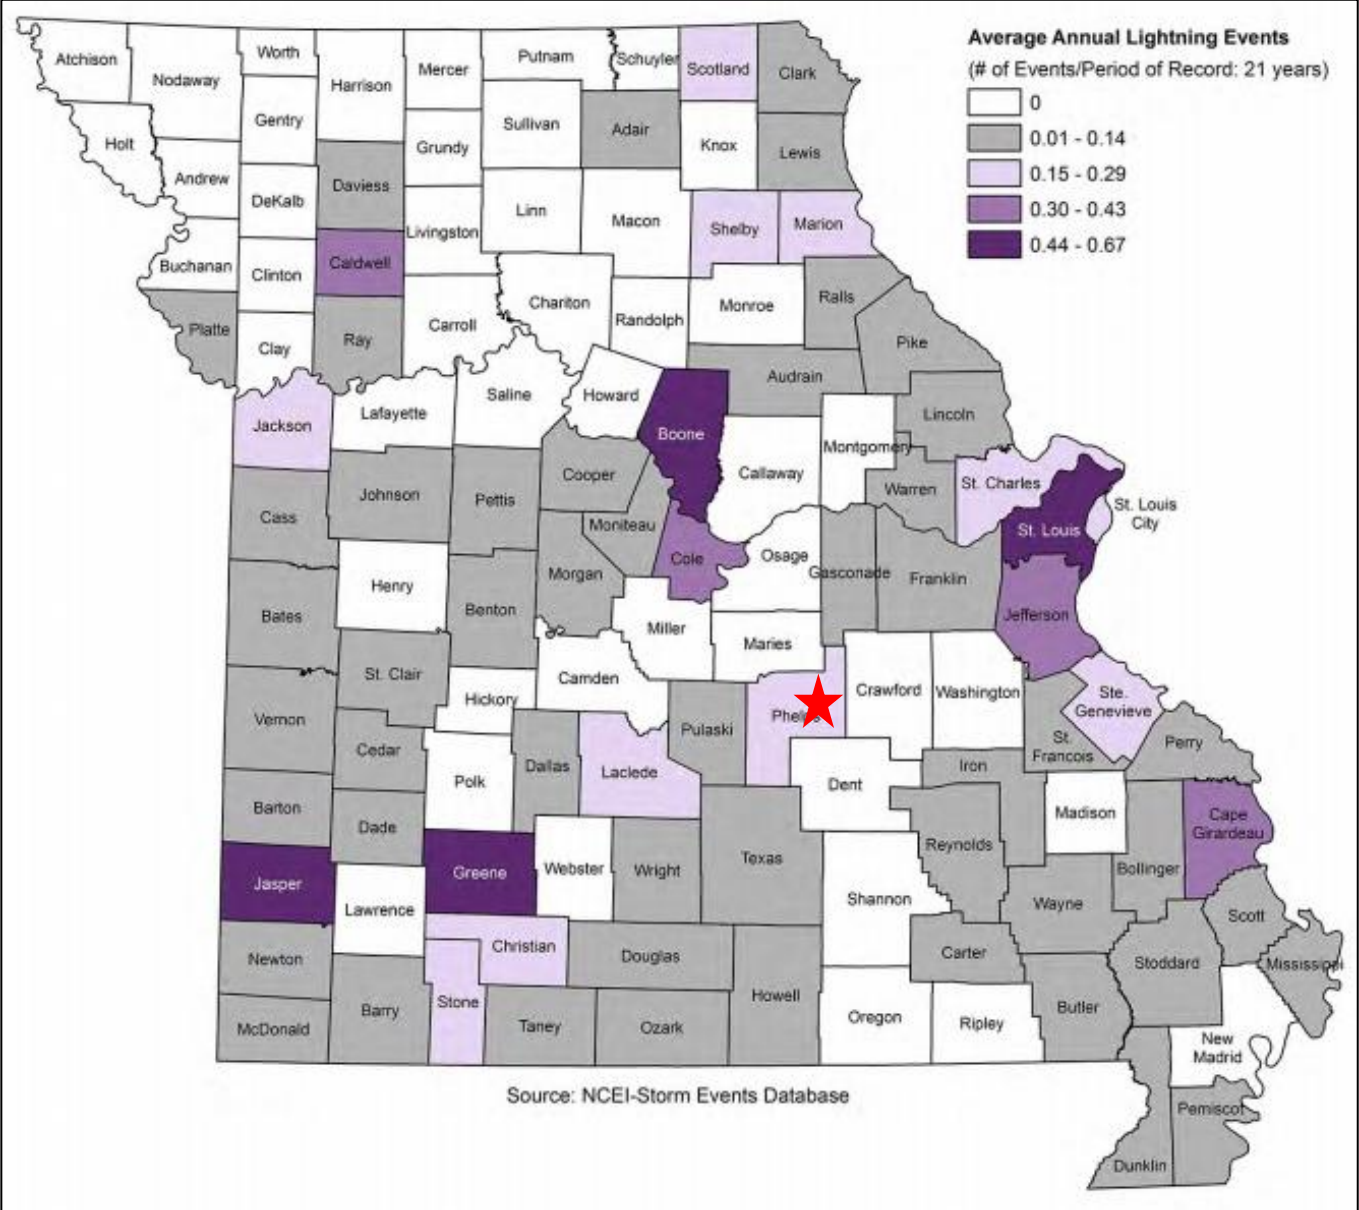 Average Annual Lightning Events
(# of Events/Period of Record: 21 years)
0
0.01 - 0.14
0.15 - 0.29
0.30 - 0.43
0.44 - 0.67
Atchison
Nodaway
Worth
Harrison
Mercer
Putnam
Schuyler
Scotland
Clark
Gentry
Sullivan
Adair
Knox
Lewis
Holt
Andrew
DeKalb
Daviess
Grundy
Linn
Macon
Shelby
Marion
Buchanan
Clinton
Caldwell
Livingston
Chariton
Randolph
Monroe
Ralls
Platte
Clay
Ray
Carroll
Pike
Audrain
Jackson
Lafayette
Saline
Howard
Boone
Callaway
Montgomery
Lincoln
Cass
Johnson
Pettis
Cooper
Moniteau
Warren
St. Charles
St. Louis
St. Louis
City
Bates
Henry
Benton
Morgan
Cole
Osage
Gasconade
Franklin
Jefferson
Miller
Maries
Vernon
St. Clair
Hickory
Camden
Pulaski
Phelps
Crawford
Washington
Ste.
Genevieve
St.
Francois
Perry
Cedar
Polk
Dallas
Laclede
Dent
Iron
Barton
Dade
Madison
Cape
Girardeau
Jasper
Lawrence
Greene
Webster
Wright
Texas
Shannon
Reynolds
Bollinger
Wayne
Scott
Newton
Christian
Douglas
Carter
Stoddard
Mississippi
McDonald
Barry
Stone
Taney
Ozark
Howell
Oregon
Ripley
Butler
New
Madrid
Pemiscot
Dunklin
Source: NCEI-Storm Events Database